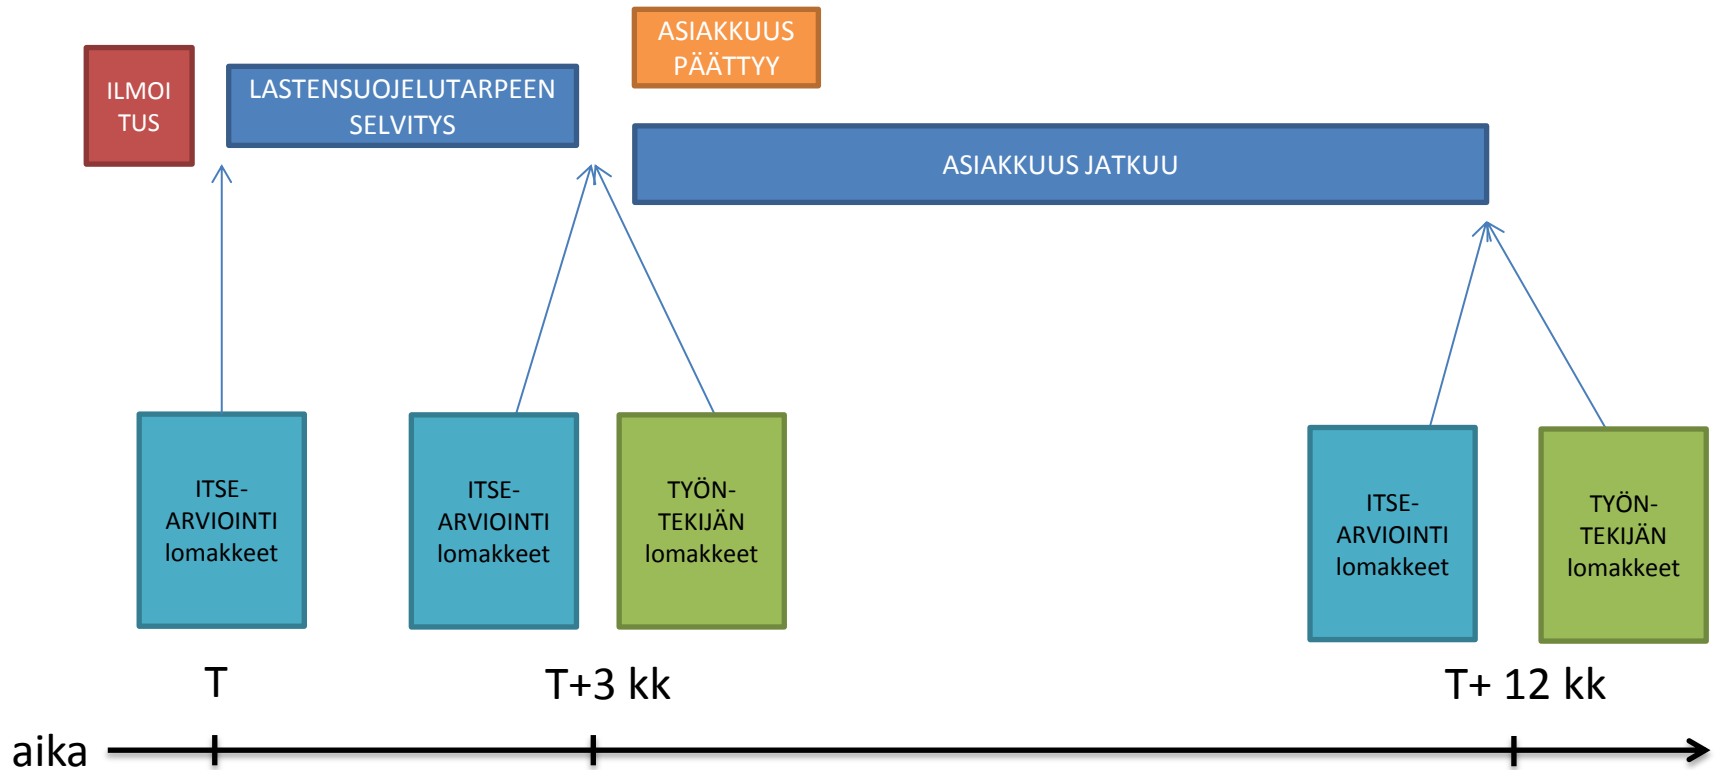 ILMOI
TUS
LASTENSUOJELUTARPEEN
SELVITYS
ASIAKKUUS
PÄÄTTYY
ASIAKKUUS JATKUU
ITSE-
ARVIOINTI
lomakkeet
ITSE-
ARVIOINTI
lomakkeet
TYÖN-
TEKIJÄN
lomakkeet
ITSE-
ARVIOINTI
lomakkeet
TYÖN-
TEKIJÄN
lomakkeet
T
T+3 kk
T+ 12 kk
aika